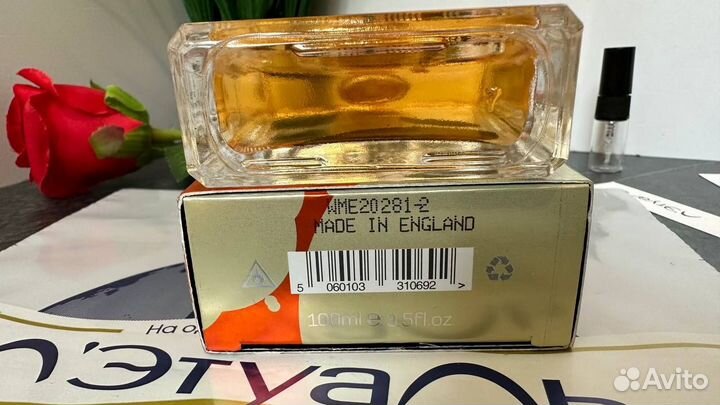 WME20281-2
MADE IN ENGLAND
5 060103 310692 >
100ml e 3.5fl.oz
На о
Л'ЭТУАЛЬ
Avito